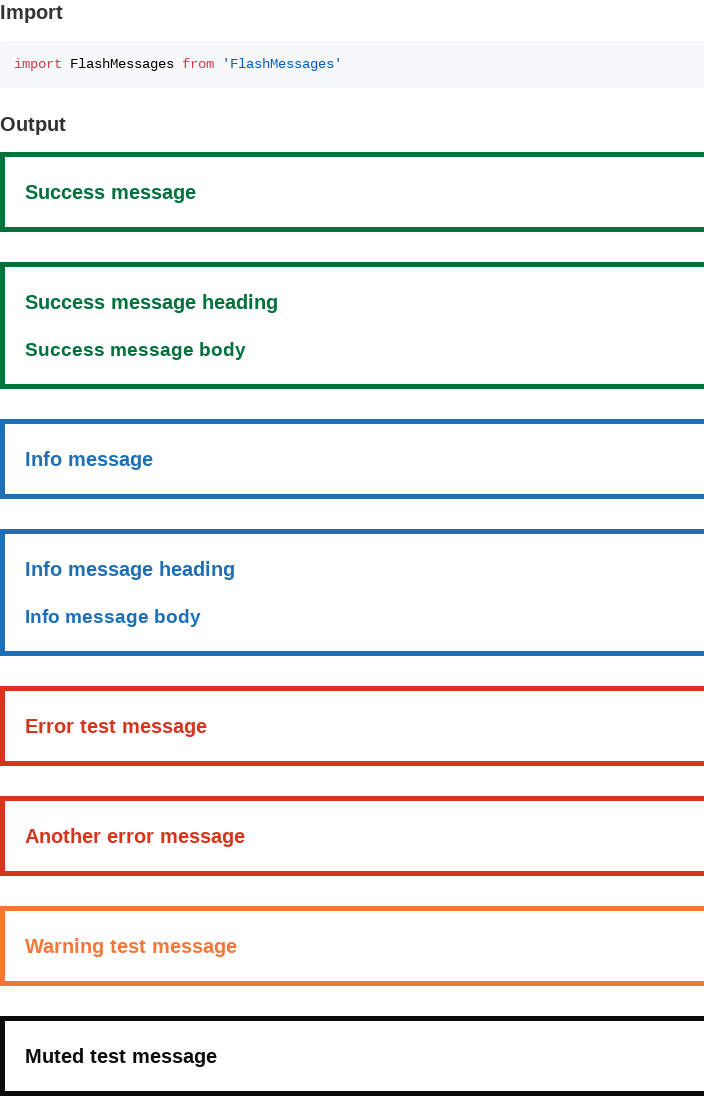 Import
import FlashMessages from 'FlashMessages'
Output
Success message
Success message heading
Success message body
Info message
Info message heading
Info message body
Error test message
Another error message
Warning test message
Muted test message